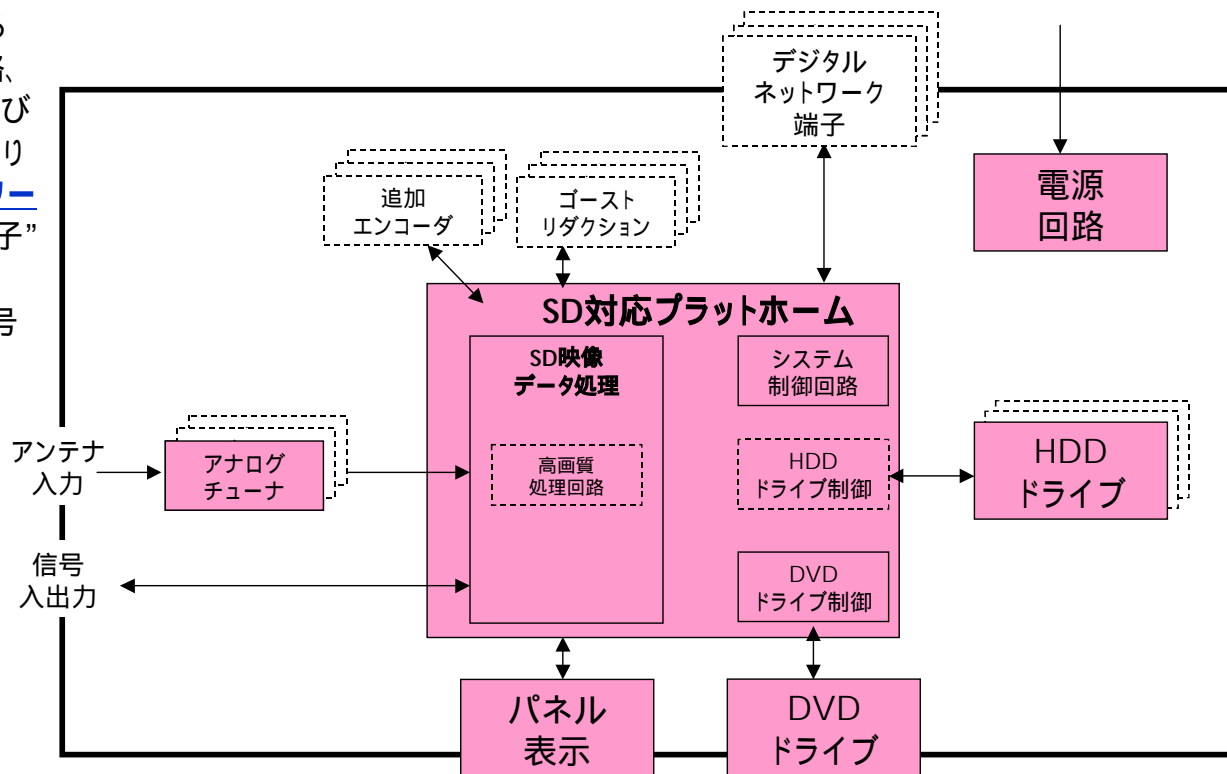 び
り
子”
号
デジタル
ネットワーク
端子
電源
回路
追加
エンコーダ
ゴースト
リダクション
SD対応プラットホーム
SD映像
データ処理
システム
制御回路
高画質
処理回路
HDD
ドライブ制御
HDD
ドライブ
アンテナ
入力
アナログ
チューナ
信号
入出力
DVD
ドライブ制御
パネル
表示
DVD
ドライブ